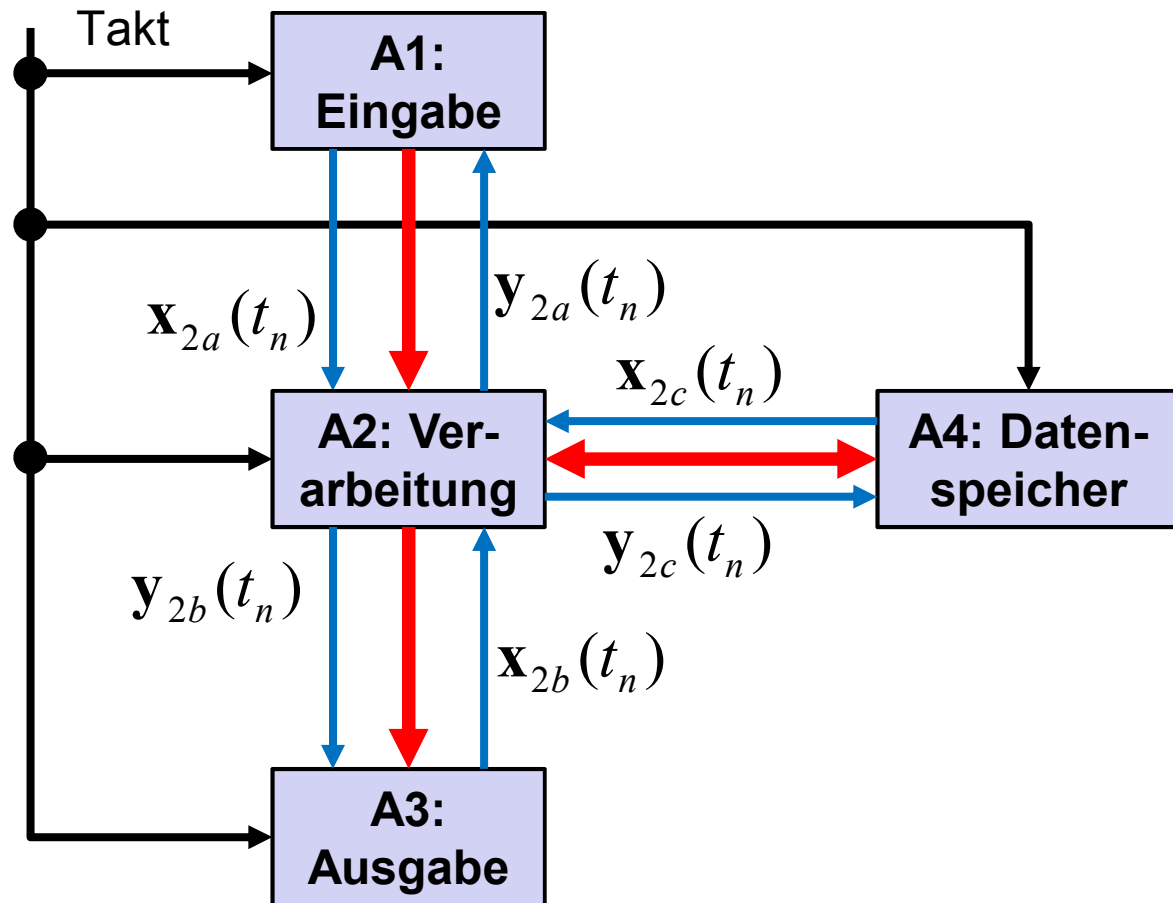 Takt
A1:
Eingabe
x₂ₐ(tₙ)
y₂ₐ(tₙ)
x₂c(tₙ)
A2: Ver-
arbeitung
A4: Daten-
speicher
y₂c(tₙ)
y₂b(tₙ)
x₂b(tₙ)
A3:
Ausgabe